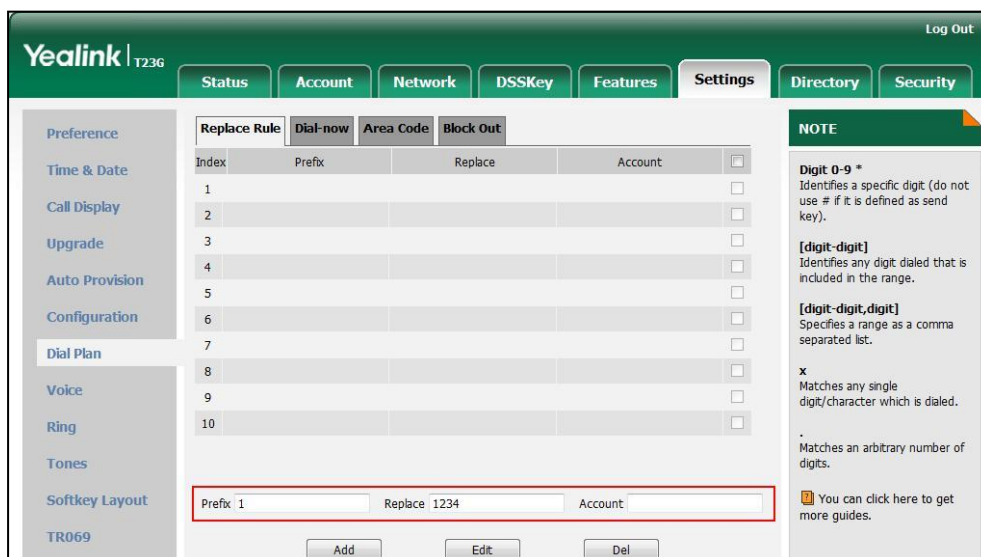 Log Out
Yealink T23G
Status Account Network DSSKey Features Settings Directory Security
Preference
Time & Date
Call Display
Upgrade
Auto Provision
Configuration
Dial Plan
Voice
Ring
Tones
Softkey Layout
TR069
Replace Rule Dial-now Area Code Block Out
Index Prefix Replace Account
1
2
3
4
5
6
7
8
9
10
Prefix 1 Replace 1234 Account
Add Edit Del
NOTE
Digit 0-9 *
Identifies a specific digit (do not
use # if it is defined as send
key).
[digit-digit]
Identifies any digit dialed that is
included in the range.
[digit-digit,digit]
Specifies a range as a comma
separated list.
x
Matches any single
digit/character which is dialed.
.
Matches an arbitrary number of
digits.
You can click here to get
more guides.